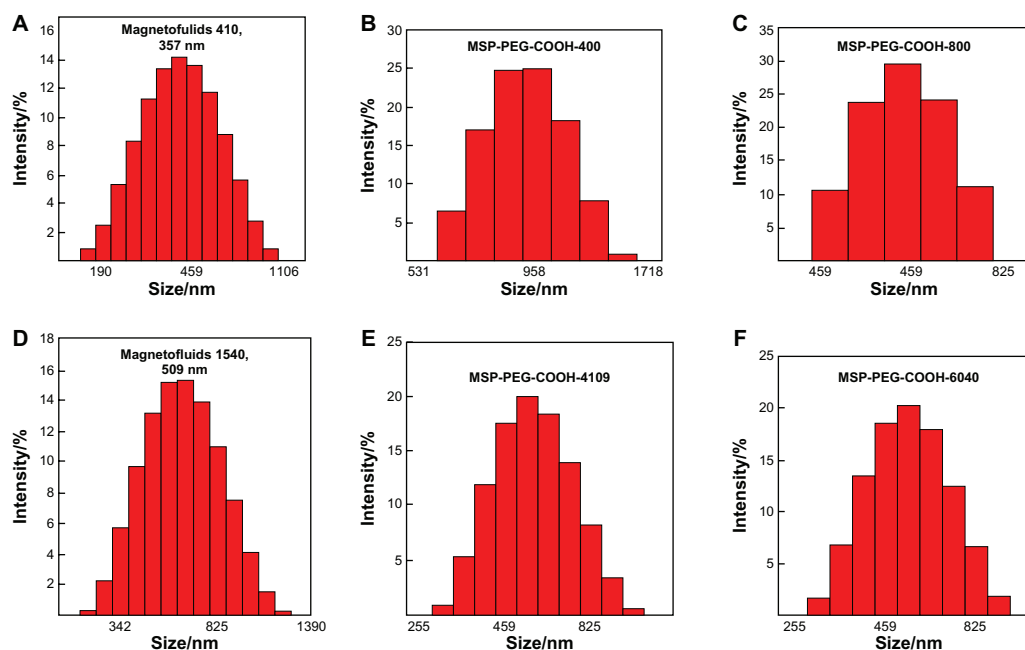 A
Magnetofulids 410,
357 nm
Intensity/%
16
14
12
10
8
6
4
2
190 459 1106
Size/nm
B
MSP-PEG-COOH-400
Intensity/%
30
25
20
15
10
5
531 958 1718
Size/nm
C
MSP-PEG-COOH-800
Intensity/%
35
30
25
20
15
10
5
459 459 825
Size/nm
D
Magnetofluids 1540,
509 nm
Intensity/%
18
16
14
12
10
8
6
4
2
342 825 1390
Size/nm
E
MSP-PEG-COOH-4109
Intensity/%
25
20
15
10
5
255 459 825
Size/nm
F
MSP-PEG-COOH-6040
Intensity/%
25
20
15
10
5
255 459 825
Size/nm